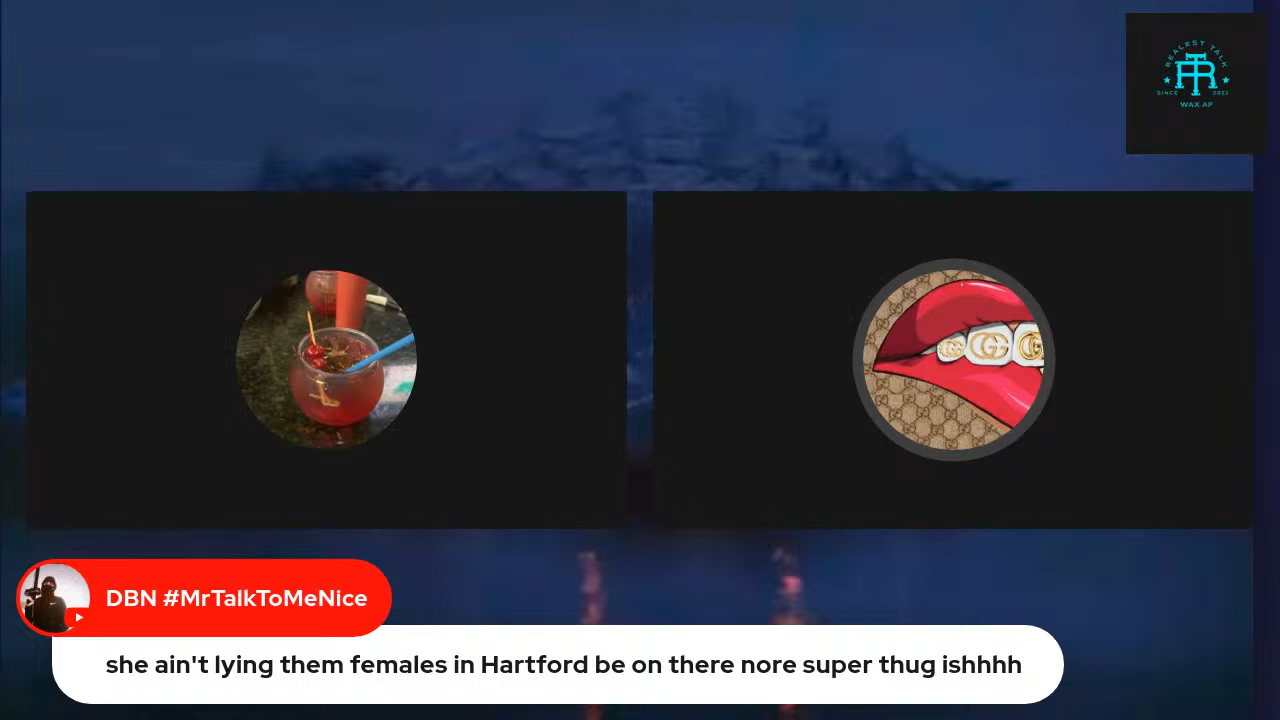 REALEST TALK
TR
SINCE 2022
WAX AP
DBN #MrTalkToMeNice
she ain't lying them females in Hartford be on there nore super thug ishhhh